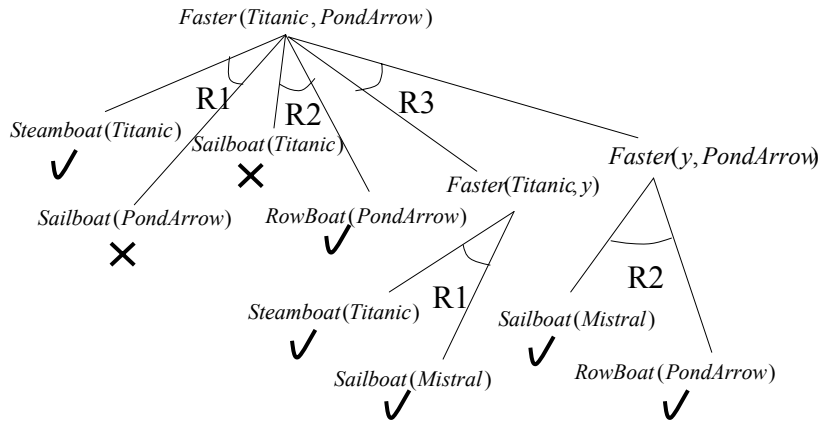 Faster(Titanic, PondArrow)
R1
R2
R3
Steamboat(Titanic)
Sailboat(Titanic)
Faster(y, PondArrow)
Faster(Titanic, y)
Sailboat(PondArrow)
RowBoat(PondArrow)
R1
R2
Steamboat(Titanic)
Sailboat(Mistral)
Sailboat(Mistral)
RowBoat(PondArrow)